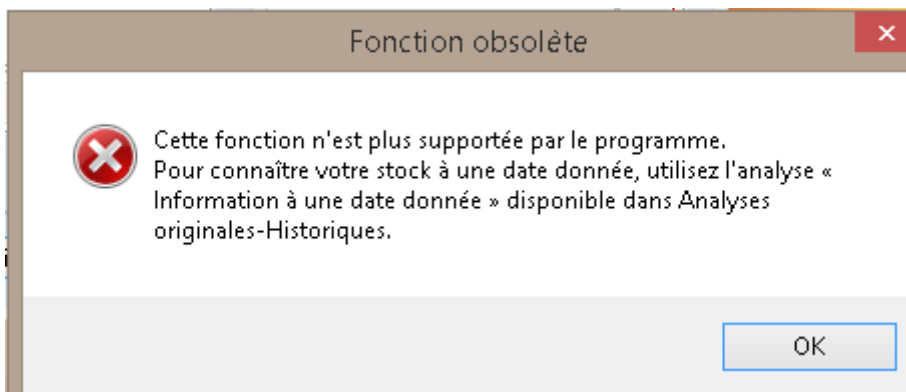 Fonction obsolète
Cette fonction n'est plus supportée par le programme.
Pour connaître votre stock à une date donnée, utilisez l'analyse «
Information à une date donnée » disponible dans Analyses
originales-Historiques.
OK